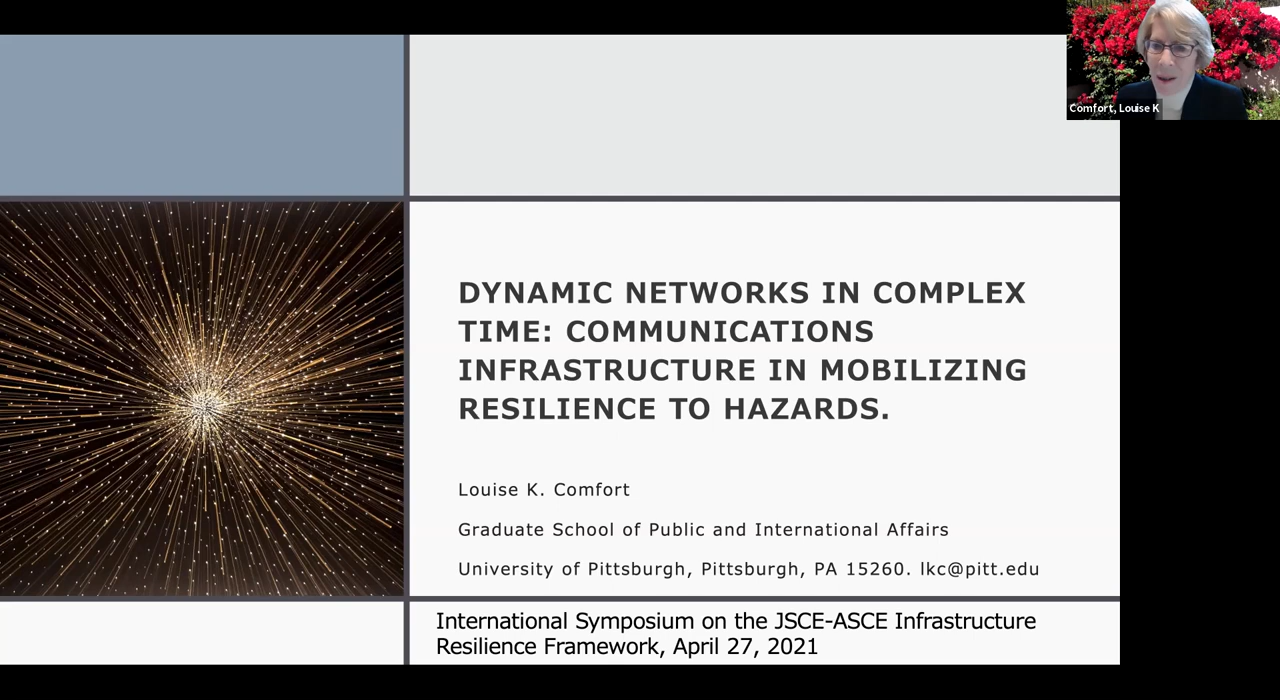 Comfort, Louise K
DYNAMIC NETWORKS IN COMPLEX
TIME: COMMUNICATIONS
INFRASTRUCTURE IN MOBILIZING
RESILIENCE TO HAZARDS.
Louise K. Comfort
Graduate School of Public and International Affairs
University of Pittsburgh, Pittsburgh, PA 15260. lkc@pitt.edu
International Symposium on the JSCE-ASCE Infrastructure
Resilience Framework, April 27, 2021